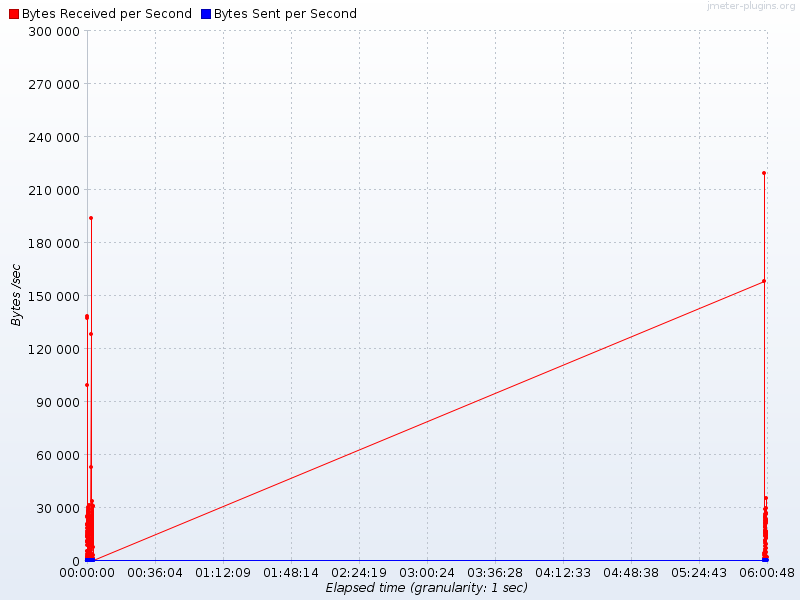 Bytes Received per Second Bytes Sent per Second
jmeter-plugins.org
300 000
270 000
240 000
210 000
180 000
150 000
120 000
90 000
60 000
30 000
0
Bytes /sec
00:00:00 00:36:04 01:12:09 01:48:14 02:24:19 03:00:24 03:36:28 04:12:33 04:48:38 05:24:43 06:00:48
Elapsed time (granularity: 1 sec)